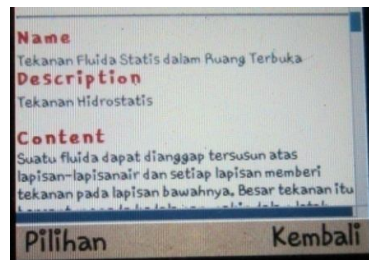 Name
Tekanan Fluida Statis dalam Ruang Terbuka
Description
Tekanan Hidrostatis
Content
Suatu fluida dapat dianggap tersusun atas
lapisan-lapisanair dan setiap lapisan memberi
tekanan pada lapisan bawahnya. Besar tekanan itu
Pilihan
Kembali